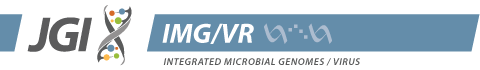 JGI IMG/VR
INTEGRATED MICROBIAL GENOMES / VIRUS